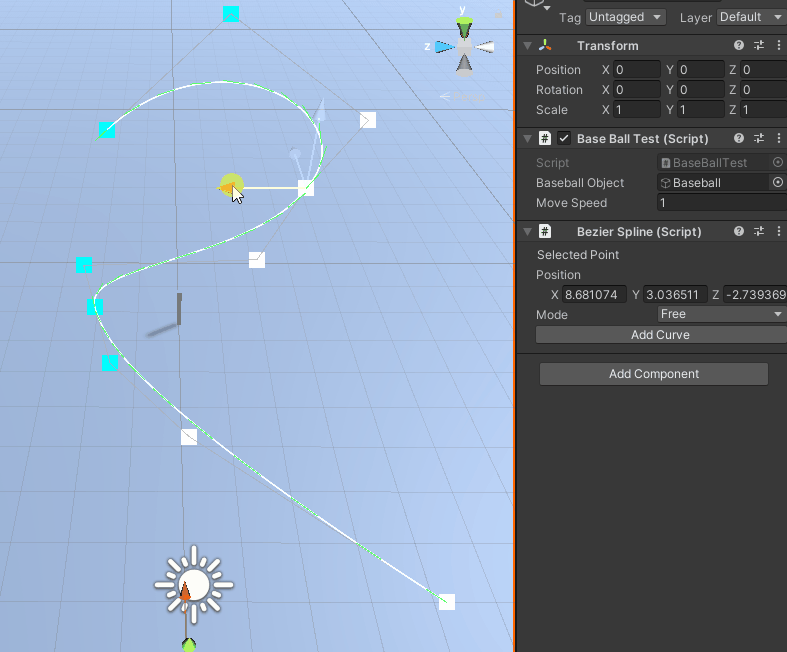 y
z
Tag Untagged Layer Default
Transform
Position X 0 Y 0 Z 0
Rotation X 0 Y 0 Z 0
Scale X 1 Y 1 Z 1
# Base Ball Test (Script)
Script # BaseBallTest
Baseball Object Baseball
Move Speed 1
# Bezier Spline (Script)
Selected Point
Position
X 8.681074 Y 3.036511 Z -2.739369
Mode Free
Add Curve
Add Component